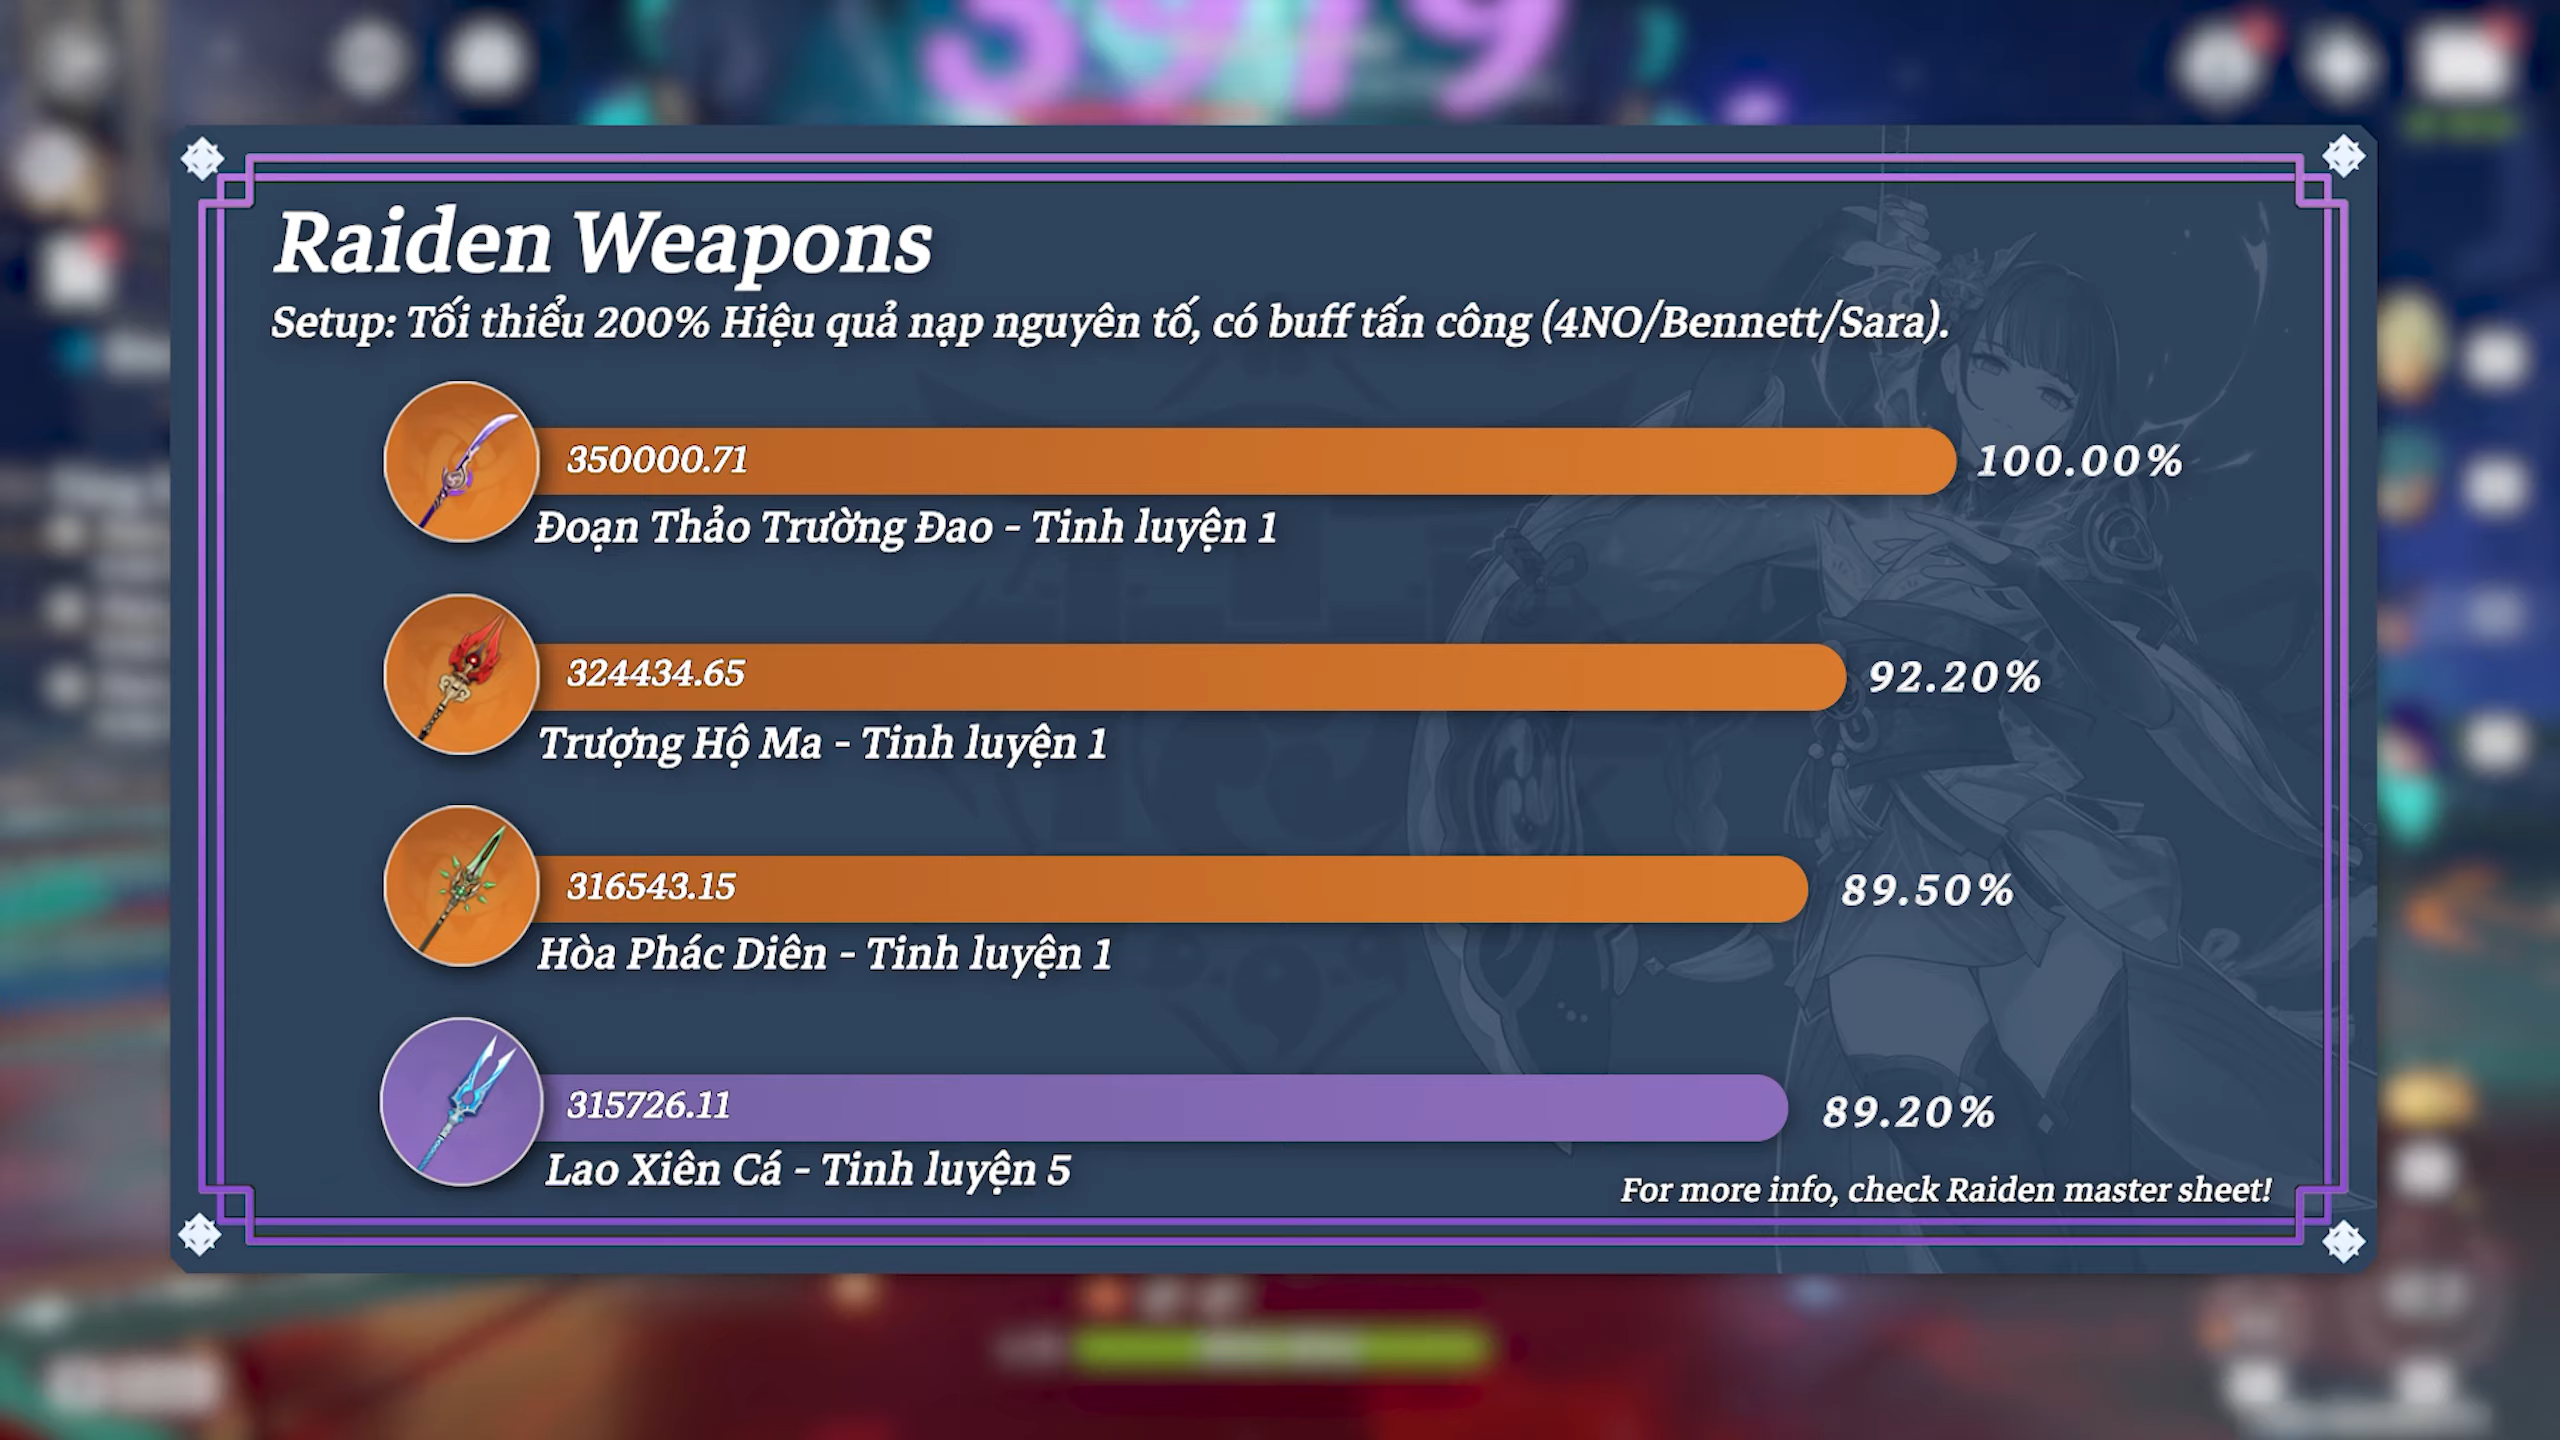 Raiden Weapons
Setup: Tối thiểu 200% Hiệu quả nạp nguyên tố, có buff tấn công (4NO/Bennett/Sara).
350000.71 100.00%
Đoạn Thảo Trường Đao - Tinh luyện 1
324434.65 92.20%
Trượng Hộ Ma - Tinh luyện 1
316543.15 89.50%
Hòa Phác Diên - Tinh luyện 1
315726.11 89.20%
Lao Xiên Cá - Tinh luyện 5
For more info, check Raiden master sheet!